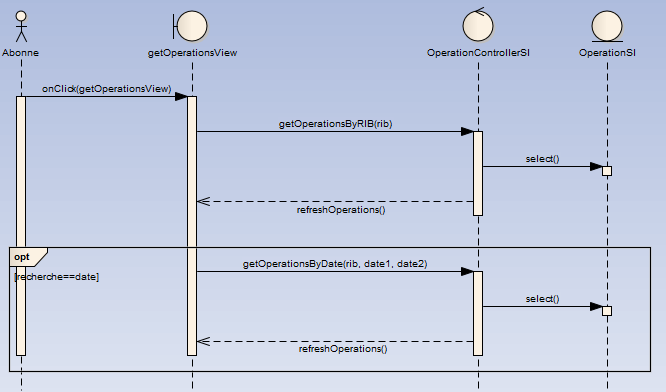 Abonne
getOperationsView
OperationControllerSI
OperationSI
onClick(getOperationsView)
getOperationsByRIB(rib)
select()
refreshOperations()
opt
[recherche==date]
getOperationsByDate(rib, date1, date2)
select()
refreshOperations()